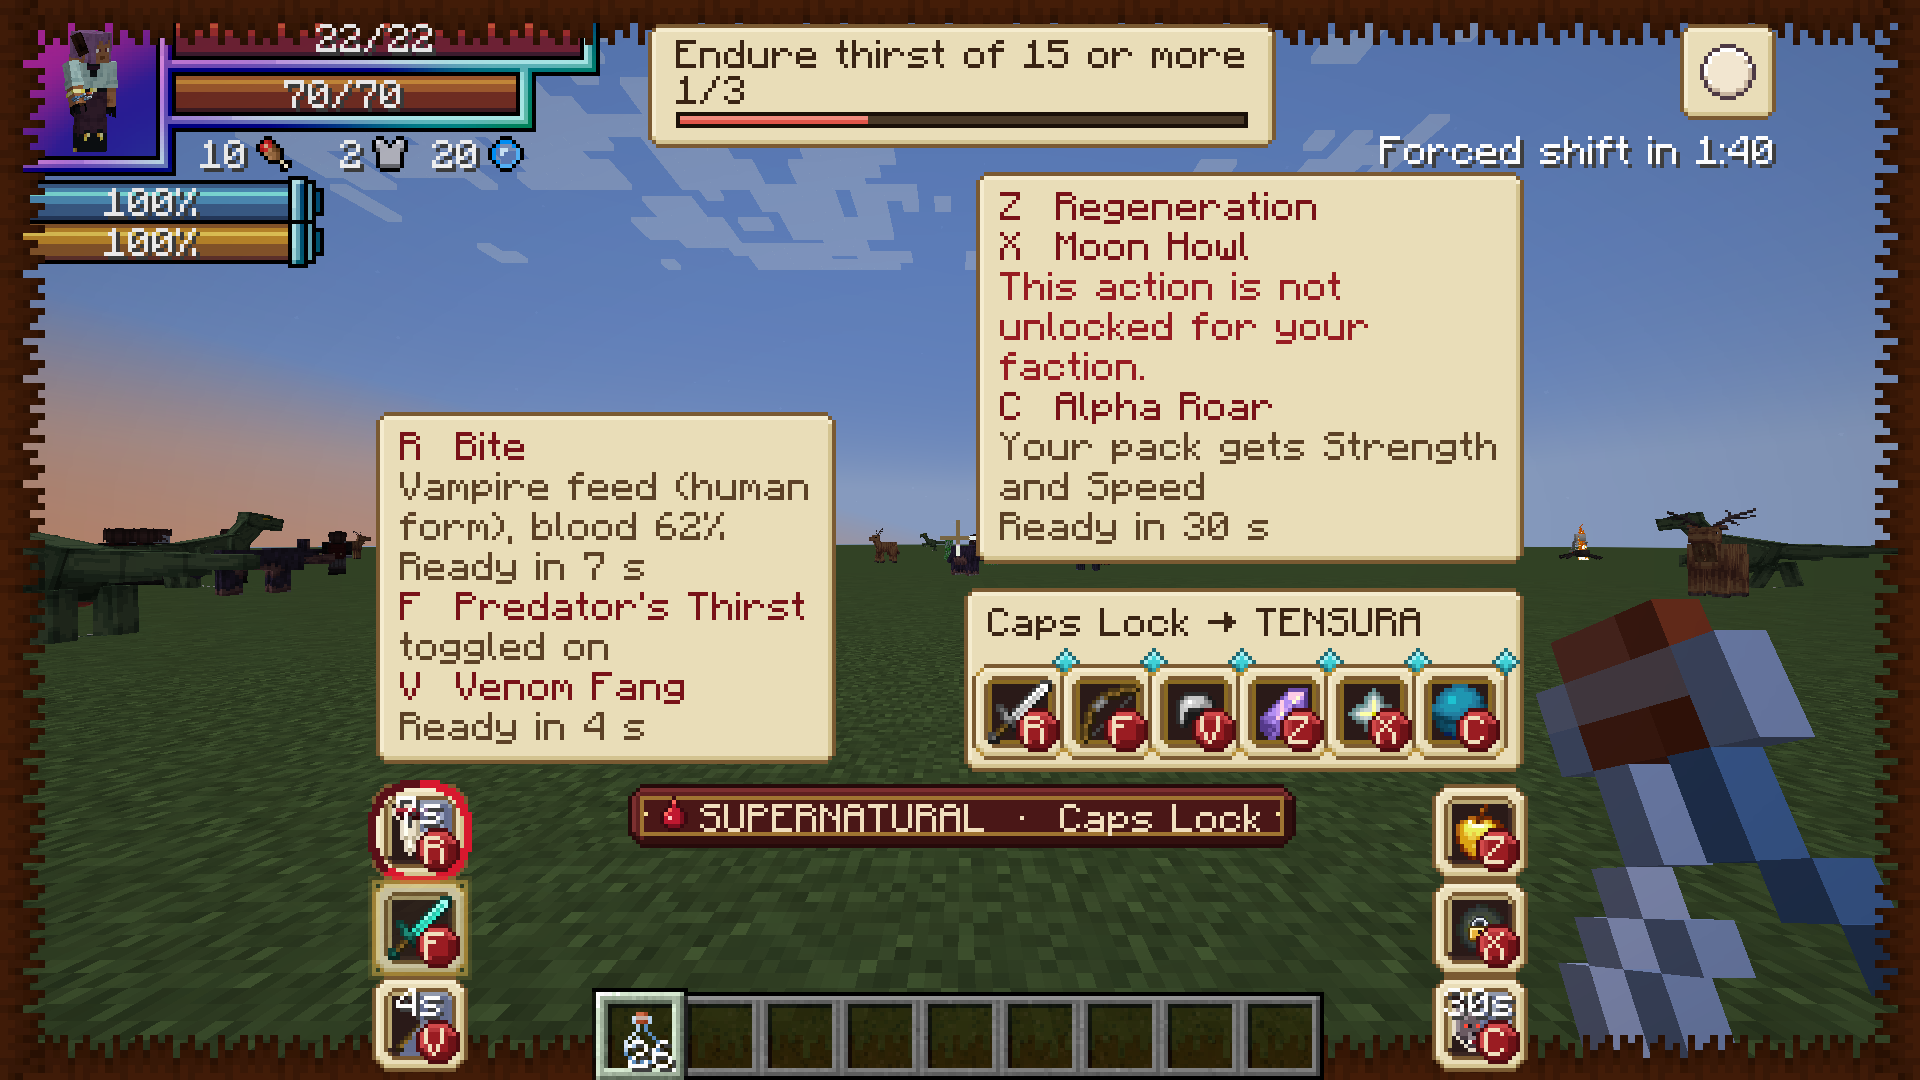 22/22
70/70
10
2
20
100%
100%
Endure thirst of 15 or more
1/3
Forced shift in 1:40
Z Regeneration
X Moon Howl
This action is not
unlocked for your
faction.
C Alpha Roar
Your pack gets Strength
and Speed
Ready in 30 s
R Bite
Vampire feed (human
form), blood 62%
Ready in 7 s
F Predator's Thirst
toggled on
V Venom Fang
Ready in 4 s
Caps Lock → TENSURA
R F V Z X C
SUPERNATURAL · Caps Lock
7s
R
F
4s
V
Z
X
30s
C
26